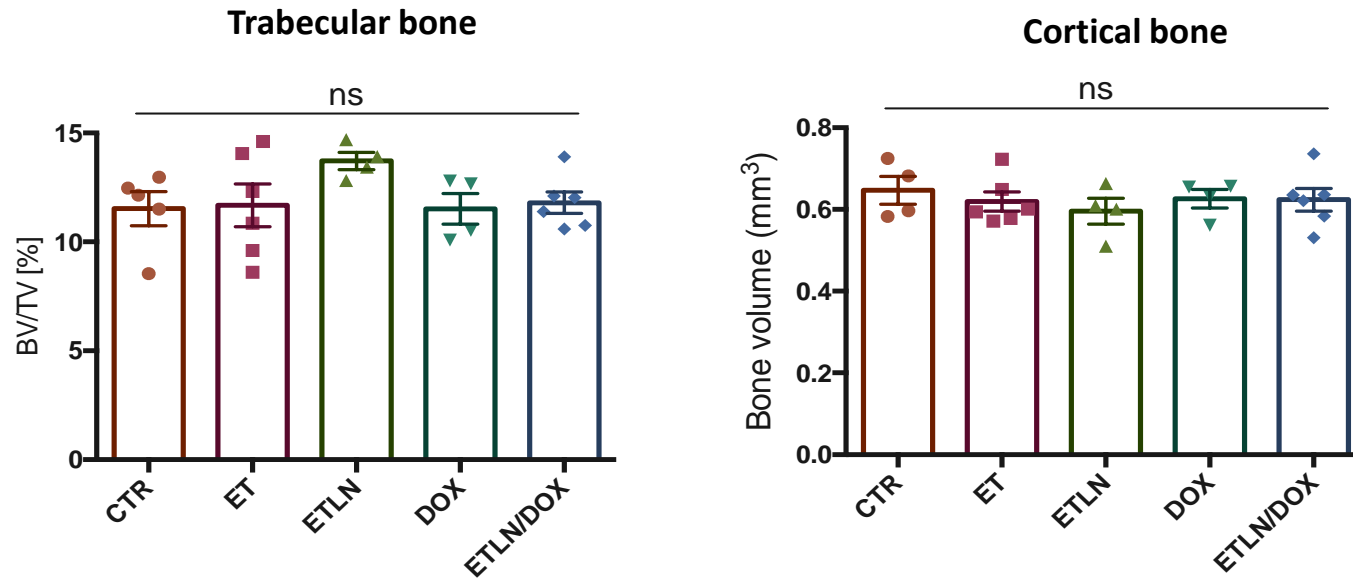 Trabecular bone
ns
BV/TV [%]
15
10
5
0
CTR
ET
ETLN
DOX
ETLN/DOX
Cortical bone
ns
Bone volume (mm³)
0.8
0.6
0.4
0.2
0.0
CTR
ET
ETLN
DOX
ETLN/DOX